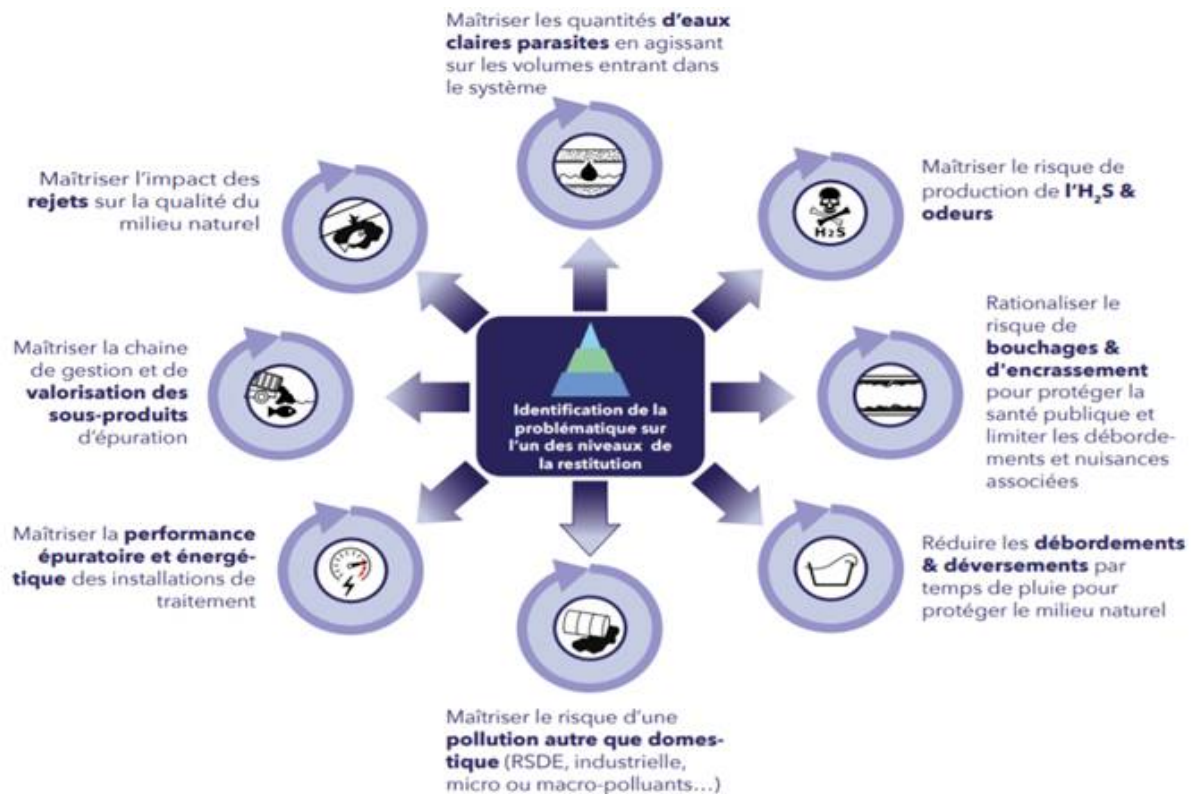 Maîtriser les quantités d'eaux
claires parasites en agissant
sur les volumes entrant dans
le système
Maîtriser l'impact des
rejets sur la qualité du
milieu naturel
Maîtriser le risque de
production de l'H₂S &
odeurs
H2S
Maîtriser la chaine
de gestion et de
valorisation des
sous-produits
d'épuration
Identification de la
problématique sur
l'un des niveaux de
la restitution
Rationaliser le
risque de
bouchages &
d'encrassement
pour protéger la
santé publique et
limiter les déborde-
ments et nuisances
associées
Maîtriser la performance
épuratoire et énergé-
tique des installations de
traitement
Réduire les débordements
& déversements par
temps de pluie pour
protéger le milieu naturel
Maîtriser le risque d'une
pollution autre que domes-
tique (RSDE, industrielle,
micro ou macro-polluants...)